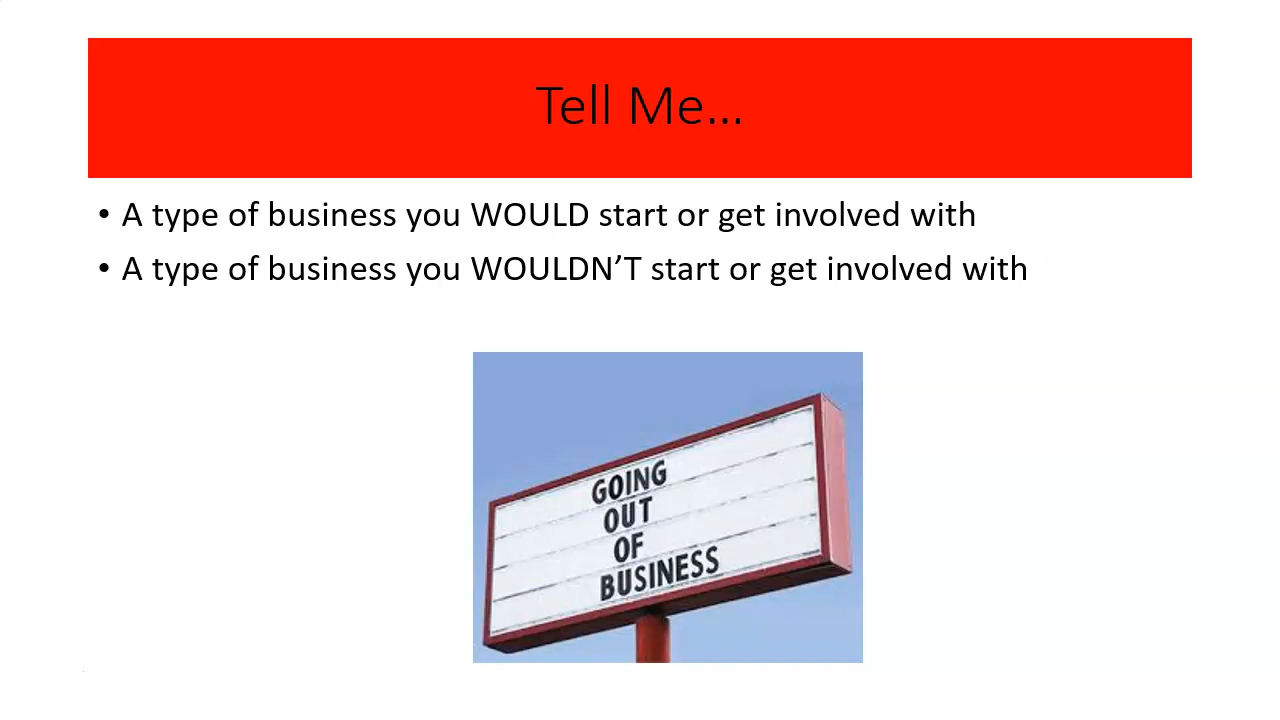 Tell Me...
• A type of business you WOULD start or get involved with
• A type of business you WOULDN’T start or get involved with
GOING
OUT
OF
BUSINESS